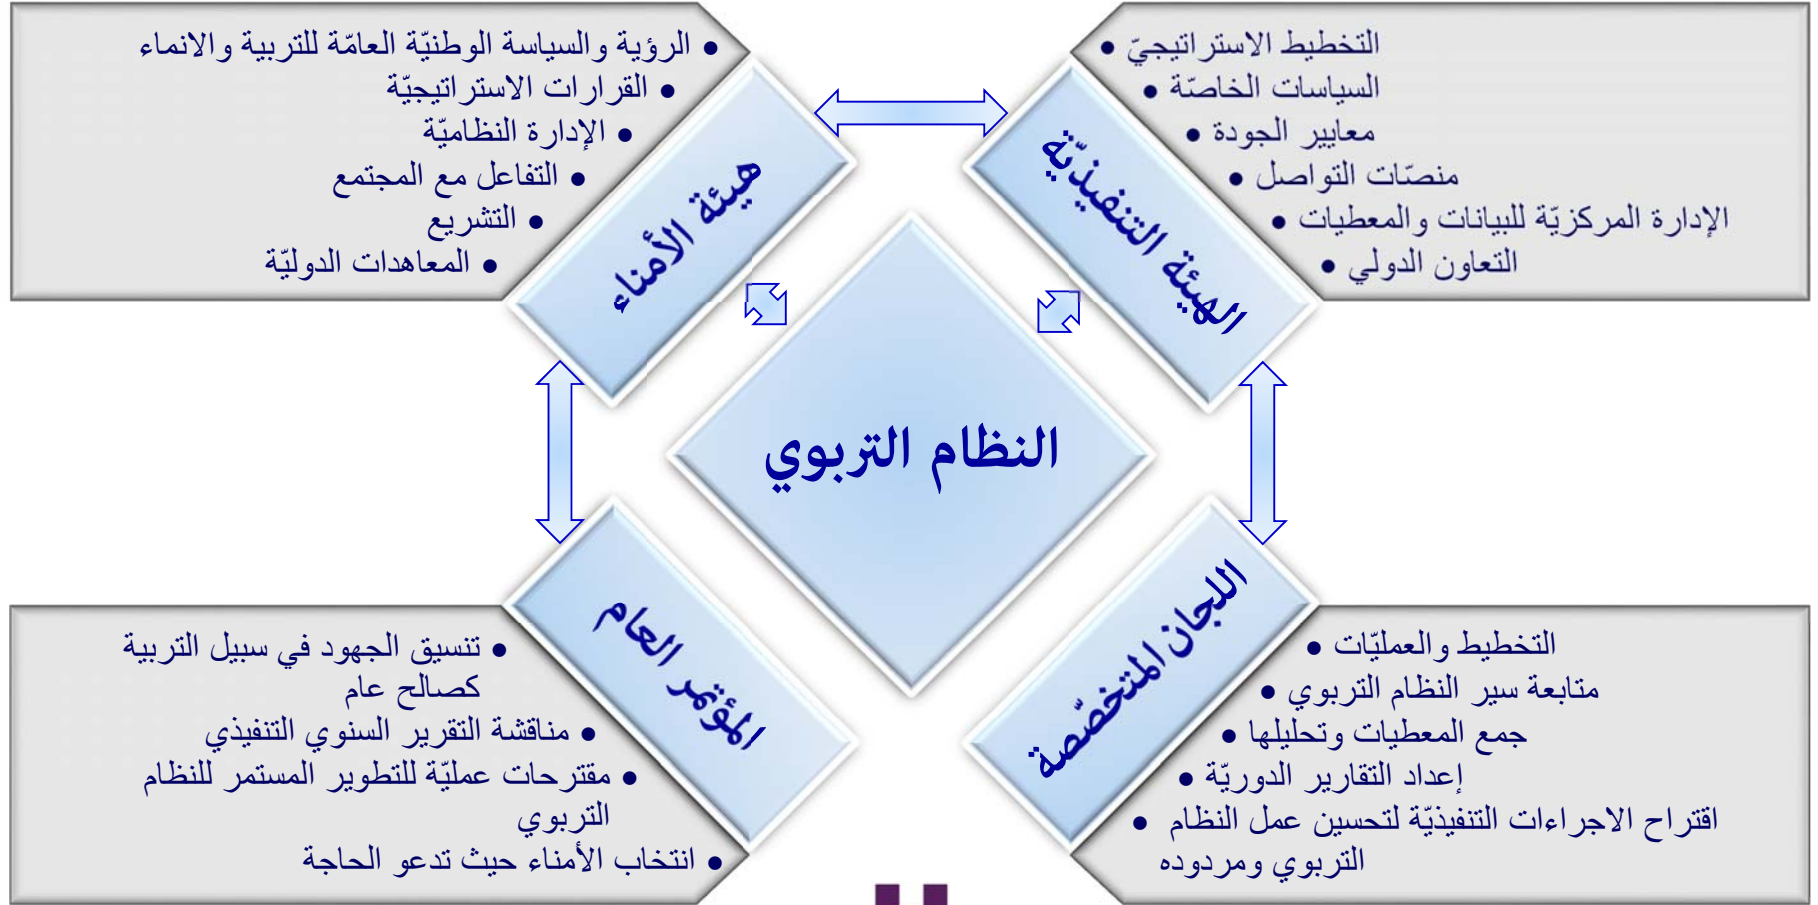 التخطيط الاستراتيجيّ •
السياسات الخاصّة •
معايير الجودة •
منصّات التواصل •
الإدارة المركزيّة للبيانات والمعطيات •
التعاون الدولي •
الهيئة التنفيذيّة
• الرؤية والسياسة الوطنيّة العامّة للتربية والانماء
• القرارات الاستراتيجيّة
• الإدارة النظاميّة
• التفاعل مع المجتمع
• التشريع
• المعاهدات الدوليّة
هيئة الأمناء
النظام التربوي
اللجان المتخصّصة
التخطيط والعمليّات •
متابعة سير النظام التربوي •
جمع المعطيات وتحليلها •
إعداد التقارير الدوريّة •
اقتراح الاجراءات التنفيذيّة لتحسين عمل النظام •
التربوي ومردوده
المؤتمر العام
• تنسيق الجهود في سبيل التربية
كصالح عام
• مناقشة التقرير السنوي التنفيذي
• مقترحات عمليّة للتطوير المستمر للنظام
التربوي
• انتخاب الأمناء حيث تدعو الحاجة